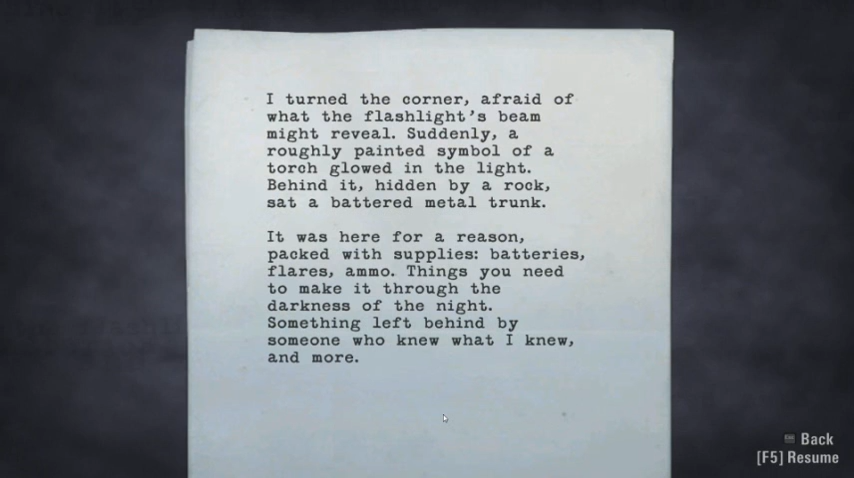 I turned the corner, afraid of
what the flashlight's beam
might reveal. Suddenly, a
roughly painted symbol of a
torch glowed in the light.
Behind it, hidden by a rock,
sat a battered metal trunk.
It was here for a reason,
packed with supplies: batteries,
flares, ammo. Things you need
to make it through the
darkness of the night.
Something left behind by
someone who knew what I knew,
and more.
Back
[F5] Resume